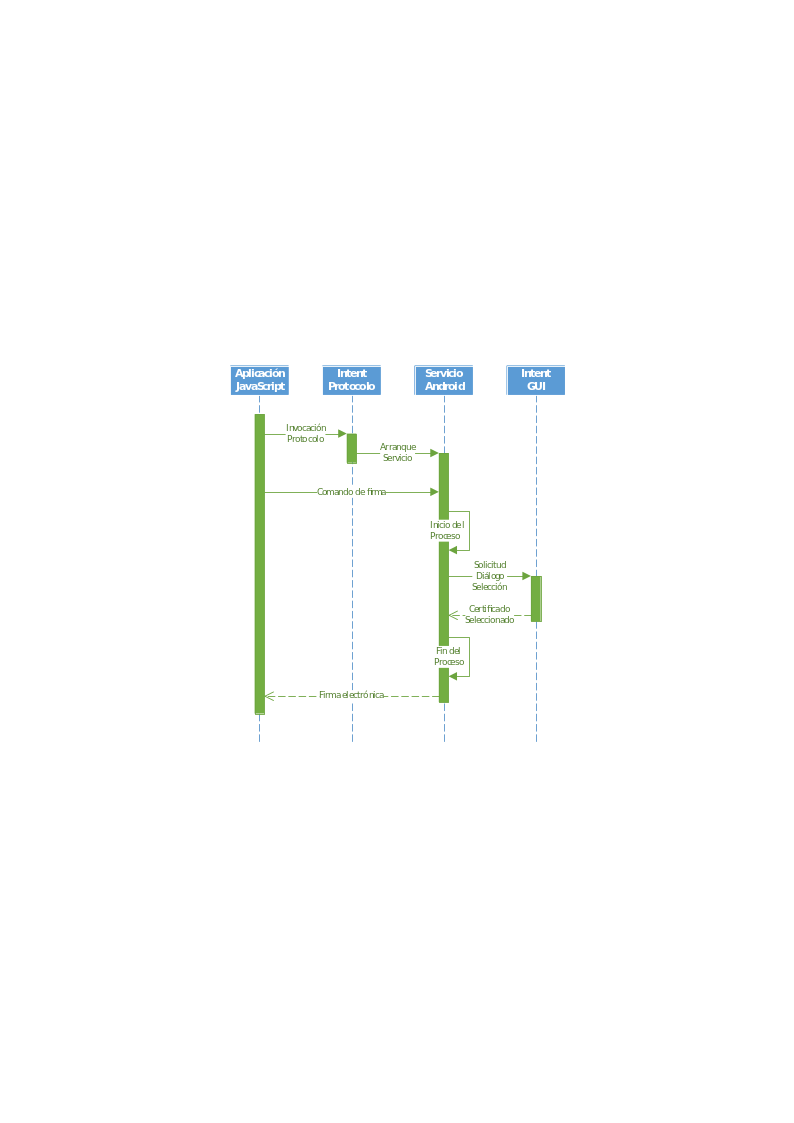 Aplicación
JavaScript
Intent
Protocolo
Servicio
Android
Intent
GUI
Invocación
Protocolo
Arranque
Servicio
Comando de firma
Inicio del
Proceso
Solicitud
Diálogo
Selección
Certificado
Seleccionado
Fin del
Proceso
Firma electrónica